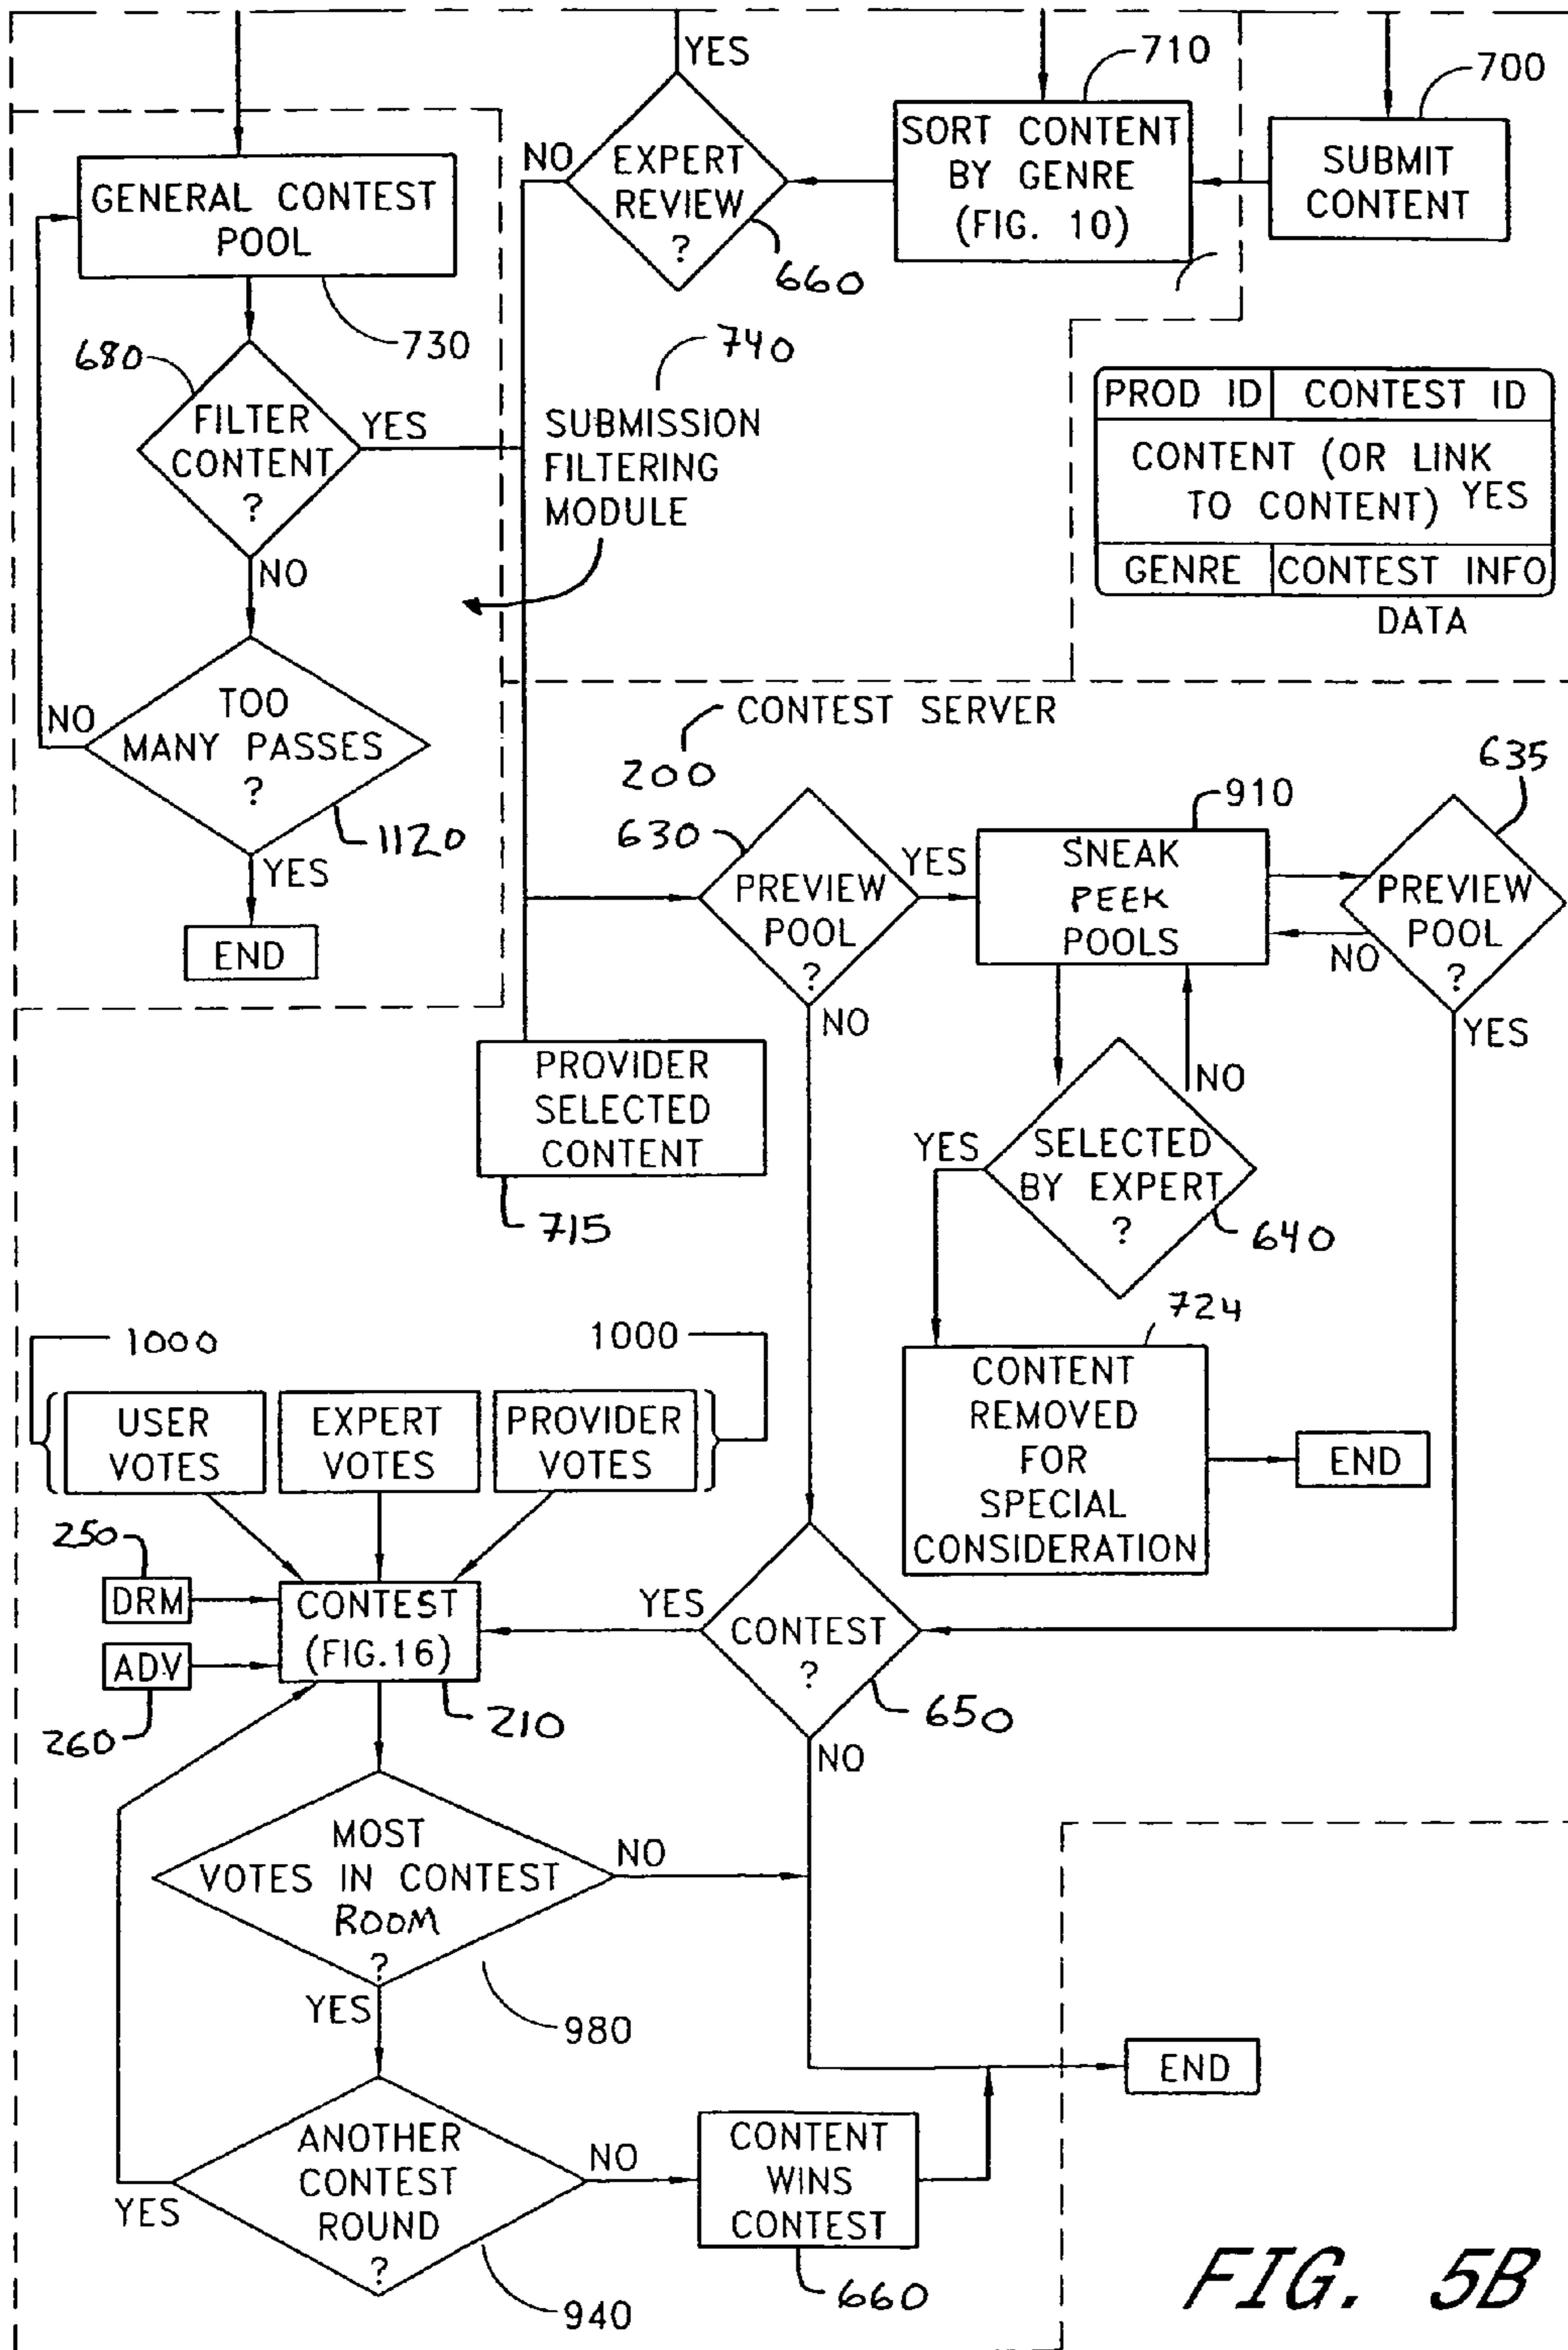 YES
710
700
NO
EXPERT
REVIEW
?
660
SORT CONTENT
BY GENRE
(FIG. 10)
SUBMIT
CONTENT
GENERAL CONTEST
POOL
730
680
FILTER
CONTENT
?
YES
NO
740
SUBMISSION
FILTERING
MODULE
PROD ID
CONTEST ID
CONTENT (OR LINK
TO CONTENT) YES
GENRE
CONTEST INFO
DATA
NO
TOO
MANY PASSES
?
1120
YES
END
CONTEST SERVER
200
630
PREVIEW
POOL
?
YES
NO
910
SNEAK
PEEK
POOLS
635
PREVIEW
POOL
?
NO
YES
PROVIDER
SELECTED
CONTENT
715
YES
NO
SELECTED
BY EXPERT
?
640
724
CONTENT
REMOVED
FOR
SPECIAL
CONSIDERATION
END
1000
1000
USER
VOTES
EXPERT
VOTES
PROVIDER
VOTES
250
DRM
ADV
260
CONTEST
(FIG.16)
210
YES
CONTEST
?
650
NO
MOST
VOTES IN CONTEST
ROOM
?
NO
YES
980
ANOTHER
CONTEST
ROUND
?
YES
NO
940
CONTENT
WINS
CONTEST
660
END
FIG. 5B